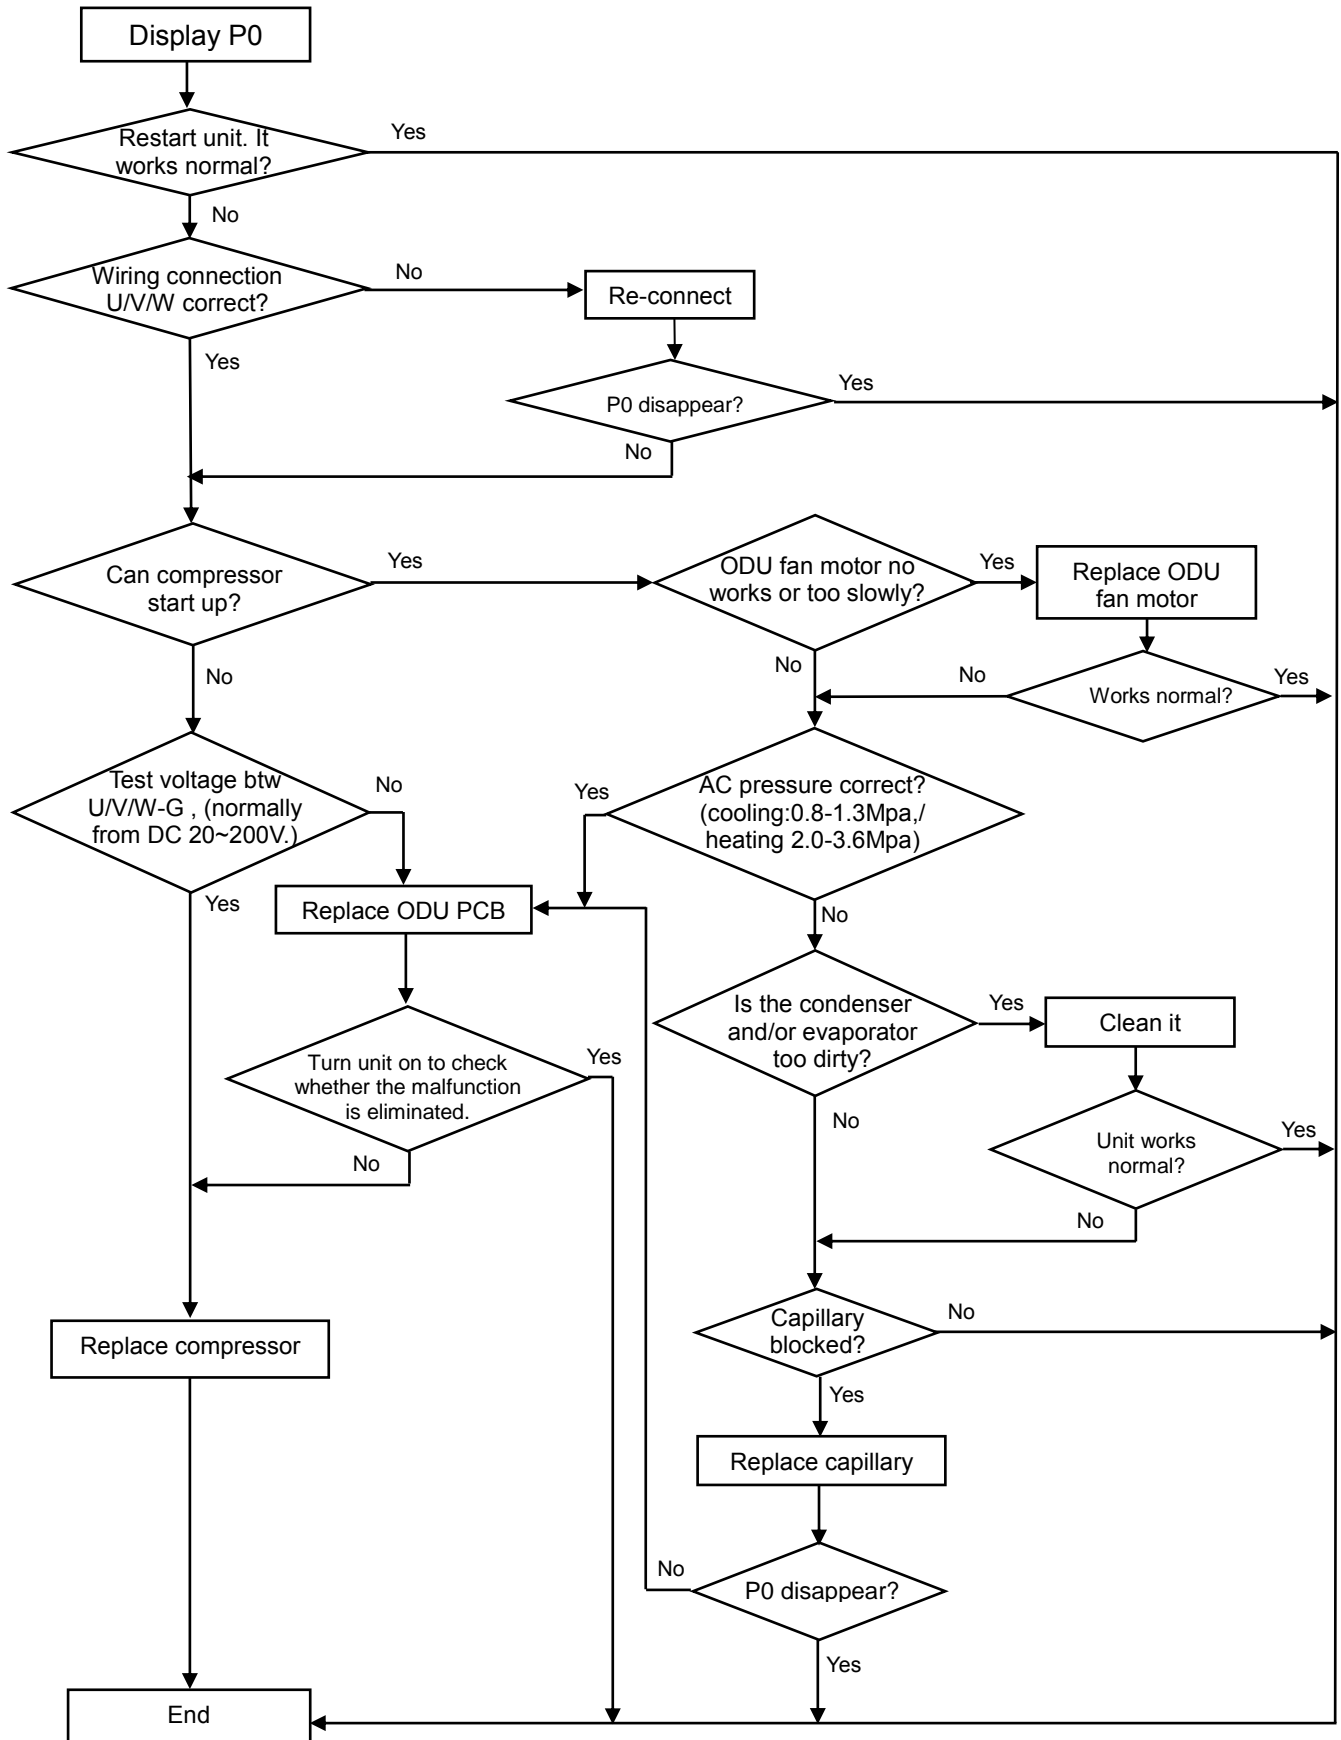 Display P0
Restart unit. It
works normal?
Yes
No
Wiring connection
U/V/W correct?
No
Re-connect
Yes
P0 disappear?
Yes
No
Can compressor
start up?
Yes
ODU fan motor no
works or too slowly?
Yes
Replace ODU
fan motor
No
No
No
Works normal?
Yes
Test voltage btw
U/V/W-G , (normally
from DC 20~200V.)
No
Yes
AC pressure correct?
(cooling:0.8-1.3Mpa,/
heating 2.0-3.6Mpa)
Yes
Replace ODU PCB
No
Is the condenser
and/or evaporator
too dirty?
Yes
Clean it
Turn unit on to check
whether the malfunction
is eliminated.
Yes
No
Unit works
normal?
Yes
No
No
Capillary
blocked?
No
Replace compressor
Yes
Replace capillary
No
P0 disappear?
Yes
End